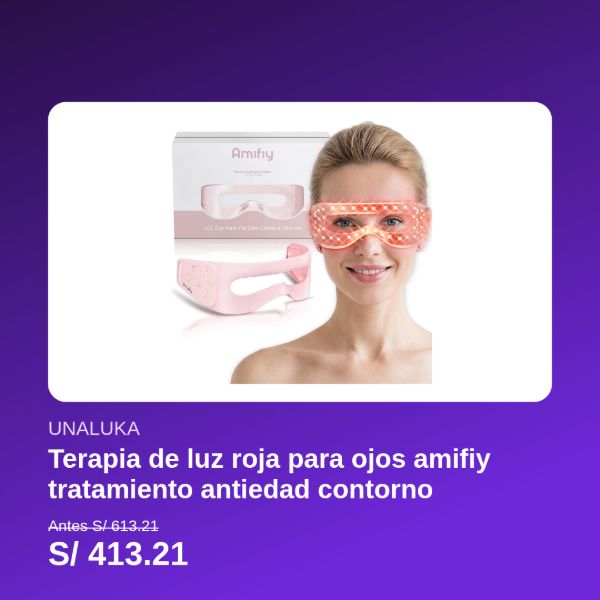 Amifiy
LED Eye Mask For Dark Circles & Wrinkles
UNALUKA
Terapia de luz roja para ojos amifiy
tratamiento antiedad contorno
Antes S/ 613.21
S/ 413.21